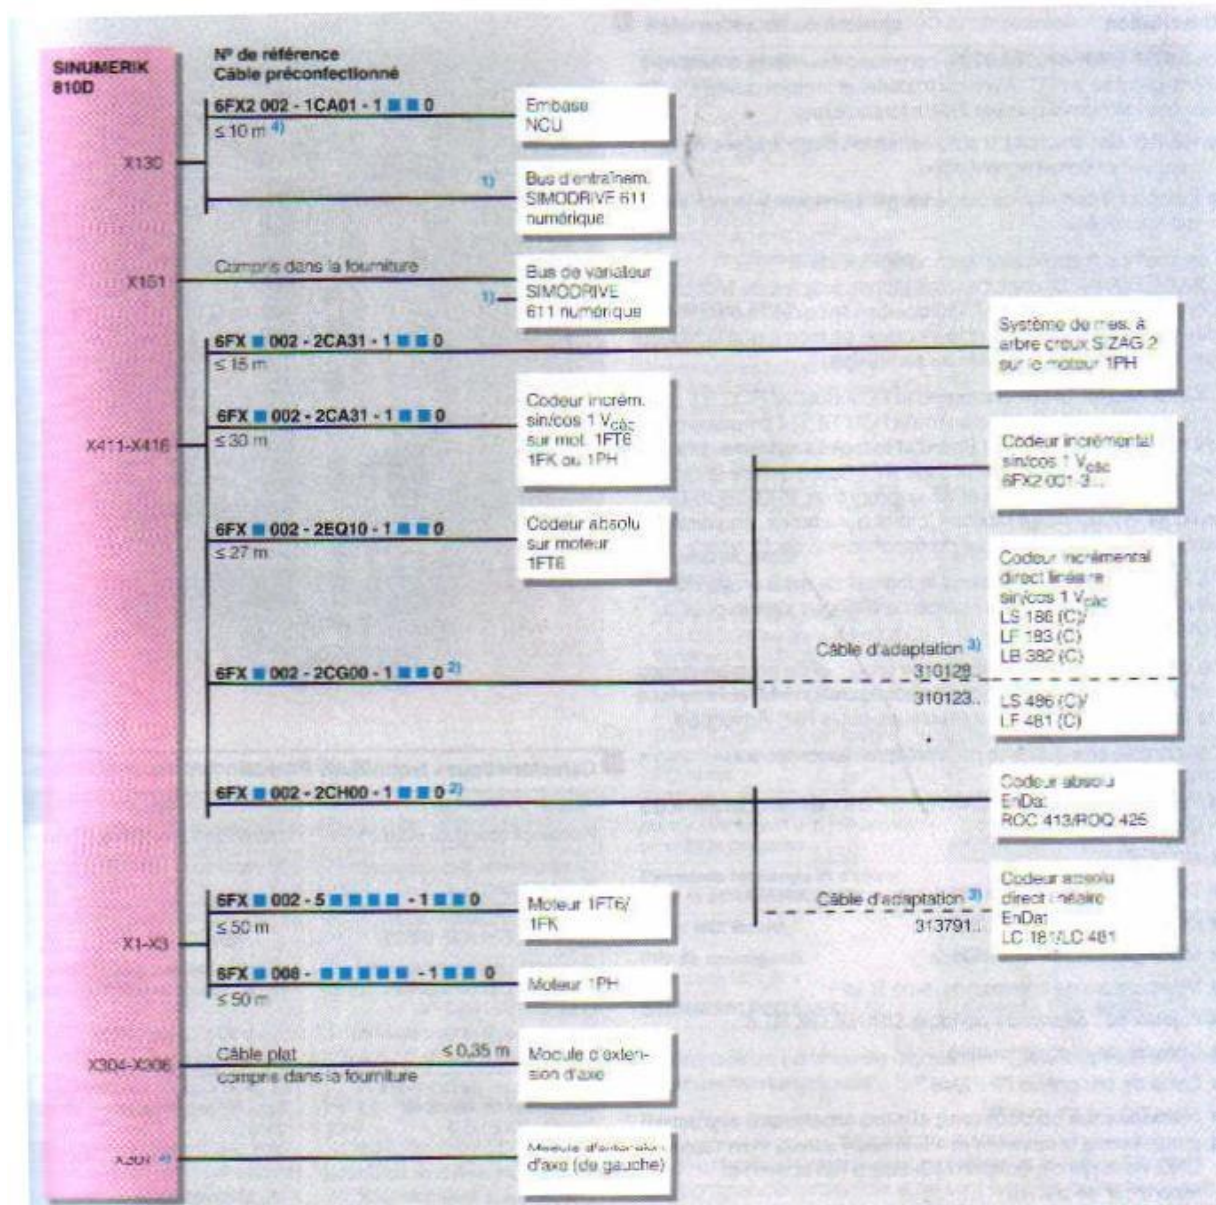 SINUMERIK
810D
Nº de référence
Câble préconfectionné
6FX2 002 - 1CA01 - 1 ■ ■ 0
≤ 10 m 4)
X130
Embase
NCU
1)
Bus d'entraînem.
SIMODRIVE 611
numérique
X151
Compris dans la fourniture
1)
Bus de variateur
SIMODRIVE
611 numérique
6FX ■ 002 - 2CA31 - 1 ■ ■ 0
≤ 15 m
Système de mes. à
arbre creux SIZAG 2
sur le moteur 1PH
X411-X416
6FX ■ 002 - 2CA31 - 1 ■ ■ 0
≤ 30 m
Codeur incrém.
sin/cos 1 Vcàc
sur mot. 1FT6
1FK ou 1PH
Codeur incrémental
sin/cos 1 Vcàc
6FX2 001-3...
6FX ■ 002 - 2EQ10 - 1 ■ ■ 0
≤ 27 m
Codeur absolu
sur moteur
1FT6
6FX ■ 002 - 2CG00 - 1 ■ ■ 0 2)
Câble d'adaptation 3)
310128..
310123..
Codeur incrémental
direct linéaire
sin/cos 1 Vcàc
LS 186 (C)/
LF 183 (C)
LB 382 (C)
LS 486 (C)/
LF 481 (C)
6FX ■ 002 - 2CH00 - 1 ■ ■ 0 2)
Codeur absolu
EnDat
ROC 413/ROQ 425
Câble d'adaptation 3)
313791..
Codeur absolu
direct linéaire
EnDat
LC 181/LC 481
X1-X3
6FX ■ 002 - 5 ■ ■ ■ ■ - 1 ■ ■ 0
≤ 50 m
Moteur 1FT6/
1FK
6FX ■ 008 - ■ ■ ■ ■ ■ - 1 ■ ■ 0
≤ 50 m
Moteur 1PH
X304-X306
Câble plat ≤ 0,35 m
compris dans la fourniture
Module d'exten-
sion d'axe
X307 4)
Module d'extension
d'axe (de gauche)